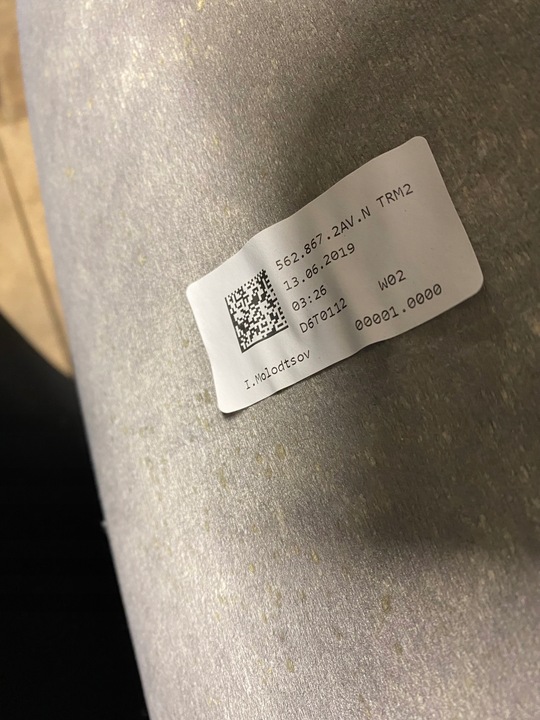 562.867.2AV.N TRM2
13.06.2019
03:26 W02
D6T0112 00001.0000
I.Molodtsov